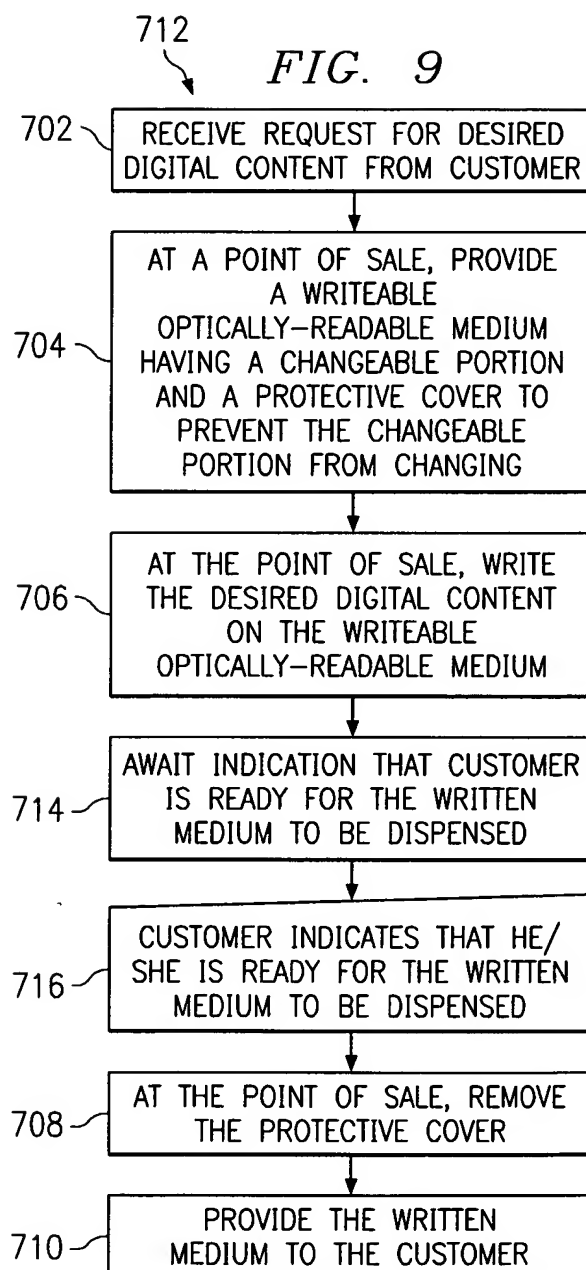 712
FIG. 9
702
RECEIVE REQUEST FOR DESIRED
DIGITAL CONTENT FROM CUSTOMER
704
AT A POINT OF SALE, PROVIDE
A WRITEABLE
OPTICALLY-READABLE MEDIUM
HAVING A CHANGEABLE PORTION
AND A PROTECTIVE COVER TO
PREVENT THE CHANGEABLE
PORTION FROM CHANGING
706
AT THE POINT OF SALE, WRITE
THE DESIRED DIGITAL CONTENT
ON THE WRITEABLE
OPTICALLY-READABLE MEDIUM
714
AWAIT INDICATION THAT CUSTOMER
IS READY FOR THE WRITTEN
MEDIUM TO BE DISPENSED
716
CUSTOMER INDICATES THAT HE/
SHE IS READY FOR THE WRITTEN
MEDIUM TO BE DISPENSED
708
AT THE POINT OF SALE, REMOVE
THE PROTECTIVE COVER
710
PROVIDE THE WRITTEN
MEDIUM TO THE CUSTOMER